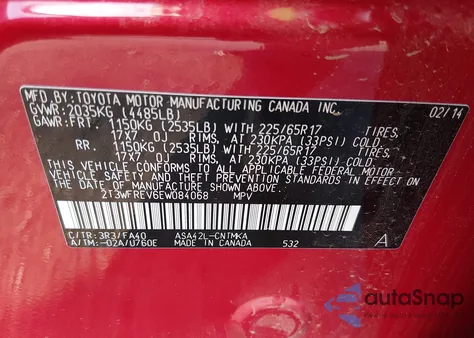 MFD. BY: TOYOTA MOTOR MANUFACTURING CANADA INC. 02/14
GVWR: 2035KG (4485LB)
GAWR: FRT. 1150KG (2535LB) WITH 225/65R17 TIRES,
17X7.0J RIMS, AT 230KPA (33PSI) COLD
RR. 1150KG (2535LB) WITH 225/65R17 TIRES,
17X7.0J RIMS, AT 230KPA (33PSI) COLD
THIS VEHICLE CONFORMS TO ALL APPLICABLE FEDERAL MOTOR
VEHICLE SAFETY AND THEFT PREVENTION STANDARDS IN EFFECT
ON THE DATE OF MANUFACTURE SHOWN ABOVE.
2T3WFREV6EW084068 MPV
C/TR: 3R3/FA40 ASA42L-CNTMKA
A/TM: -02A/U760E MADE IN CANADA 532 A
autoSnap